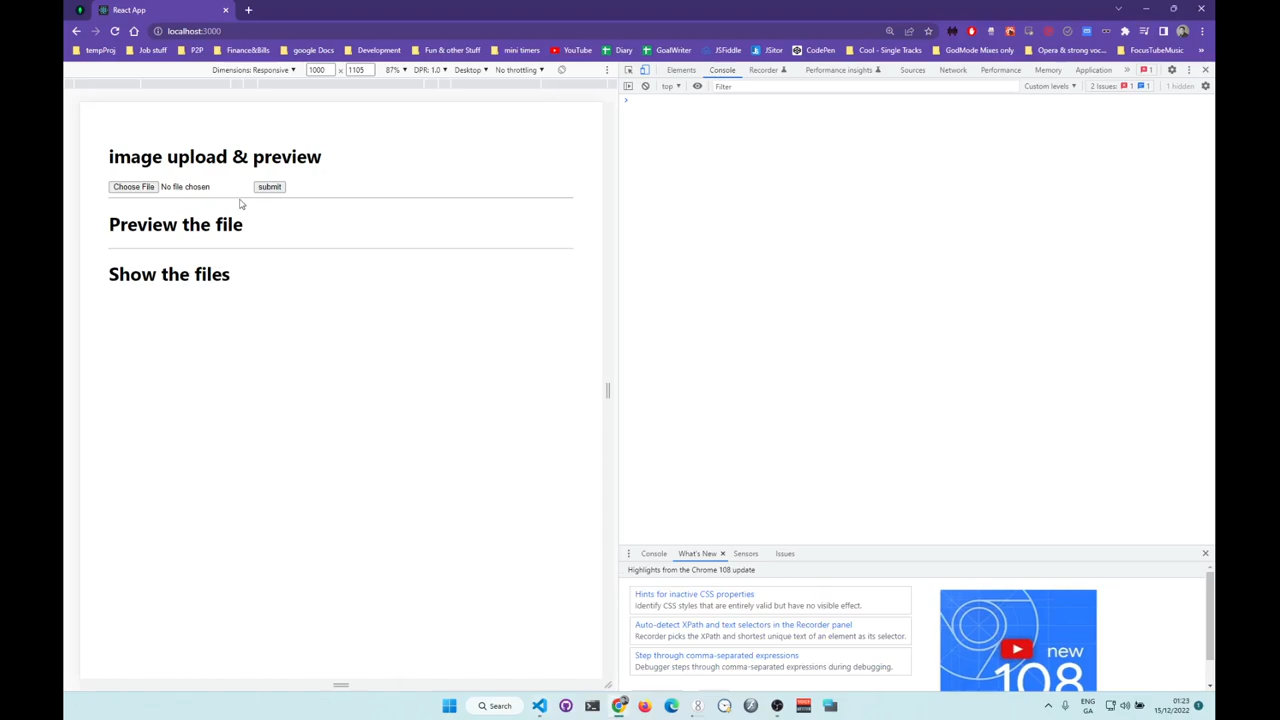 React App
localhost:3000
tempProj Job stuff P2P Finance&Bills google Docs Development Fun & other Stuff mini timers YouTube Diary GoalWriter JSFiddle JSitor CodePen Cool - Single Tracks GodMode Mixes only Opera & strong voc... FocusTubeMusic »
Dimensions: Responsive 1000 × 1105 87% DPR: 1.0 Desktop No throttling
Elements Console Recorder Performance insights Sources Network Performance Memory Application » 1
top Filter Custom levels 2 Issues: 1 1 1 hidden
image upload & preview
Choose File No file chosen submit
Preview the file
Show the files
Console What's New Sensors Issues
Highlights from the Chrome 108 update
Hints for inactive CSS properties
Identify CSS styles that are entirely valid but have no visible effect.
Auto-detect XPath and text selectors in the Recorder panel
Recorder picks the XPath and shortest unique text of an element as its selector.
Step through comma-separated expressions
Debugger steps through comma-separated expressions during debugging.
new
108
Search
ENG
GA
01:23
15/12/2022